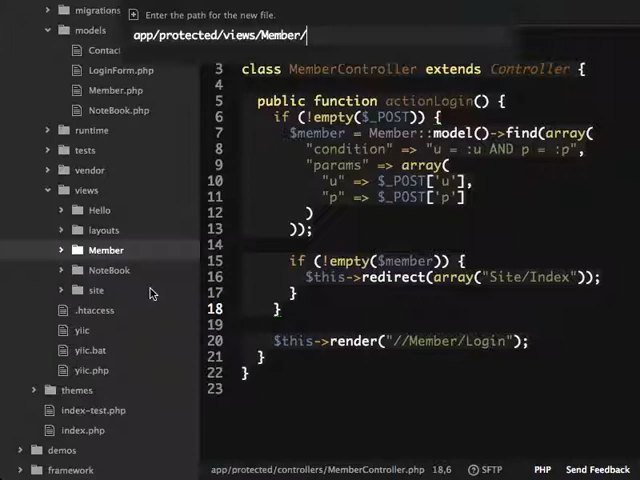 Enter the path for the new file.
app/protected/views/Member/
migrations
models
Contac
LoginForm.php
Member.php
NoteBook.php
runtime
tests
vendor
views
Hello
layouts
Member
NoteBook
site
.htaccess
yiic
yiic.bat
yiic.php
themes
index-test.php
index.php
demos
framework
3 class MemberController extends Controller {
4
5 public function actionLogin() {
6 if (!empty($_POST)) {
7 $member = Member::model()->find(array(
8 "condition" => "u = :u AND p = :p",
9 "params" => array(
10 "u" => $_POST['u'],
11 "p" => $_POST['p']
12 )
13 ));
14
15 if (!empty($member)) {
16 $this->redirect(array("Site/Index"));
17 }
18 }
19
20 $this->render("//Member/Login");
21 }
22 }
23
app/protected/controllers/MemberController.php 18,6 SFTP PHP Send Feedback